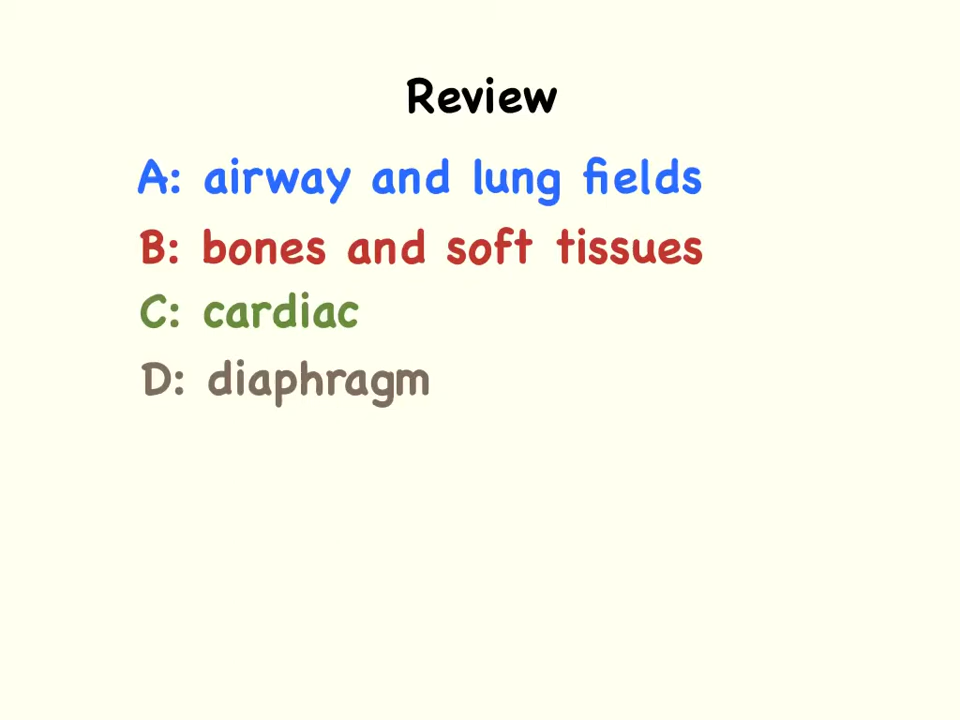 Review
A: airway and lung fields
B: bones and soft tissues
C: cardiac
D: diaphragm